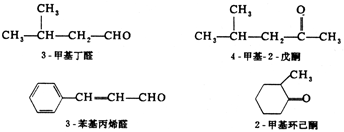 CH₃
CH₃—CH—CH₂—CHO
3-甲基丁醛
CH₃ O
CH₃—CH—CH₂—C—CH₃
4-甲基-2-戊酮
CH=CH—CHO
3-苯基丙烯醛
CH₃
O
2-甲基环己酮